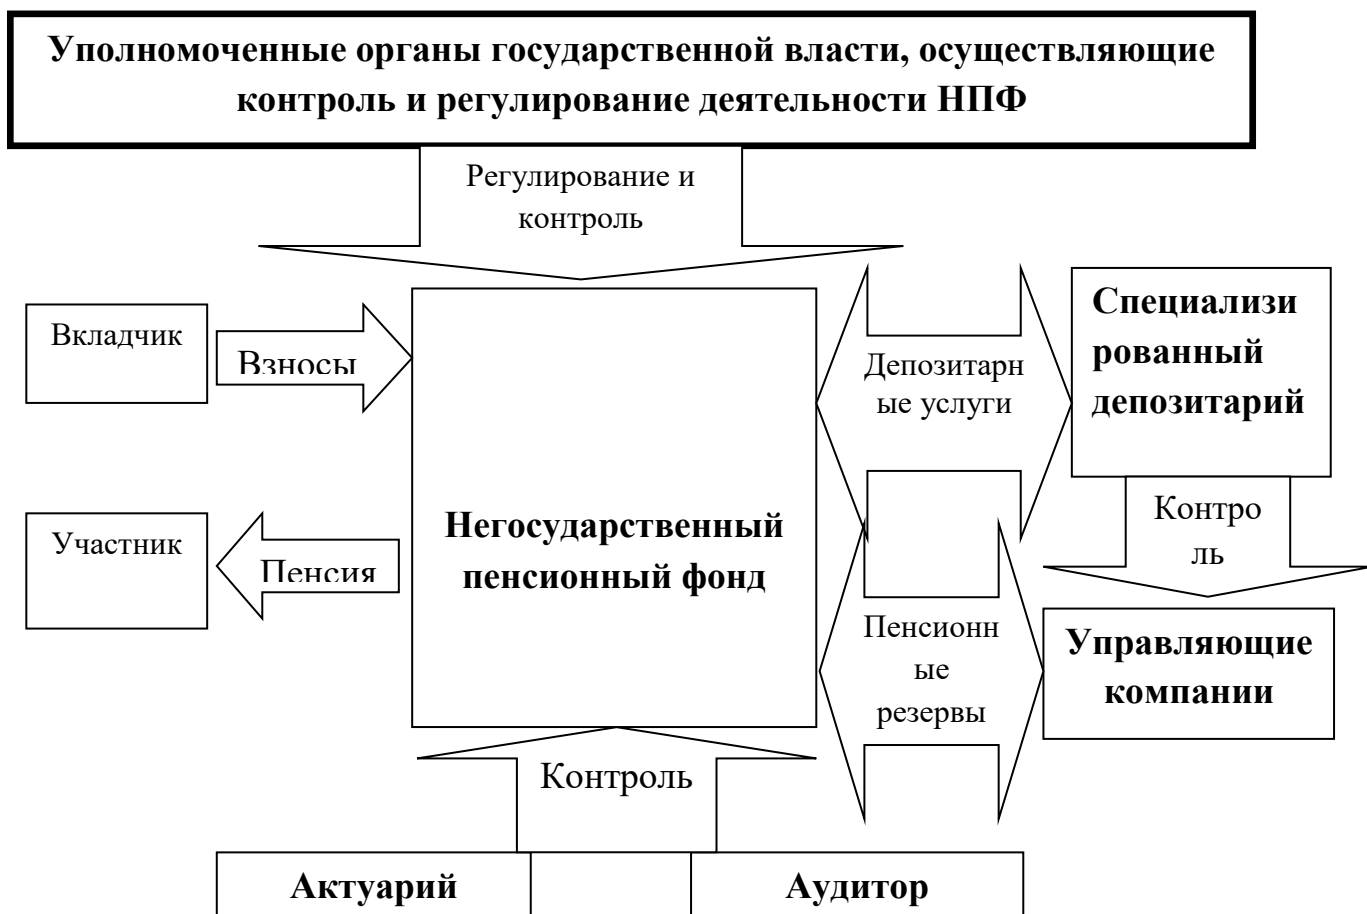 Уполномоченные органы государственной власти, осуществляющие
контроль и регулирование деятельности НПФ
Регулирование и
контроль
Вкладчик
Взносы
Депозитарн
ые услуги
Специализи
рованный
депозитарий
Участник
Пенсия
Негосударственный
пенсионный фонд
Контро
ль
Пенсионн
ые
резервы
Управляющие
компании
Контроль
Актуарий
Аудитор